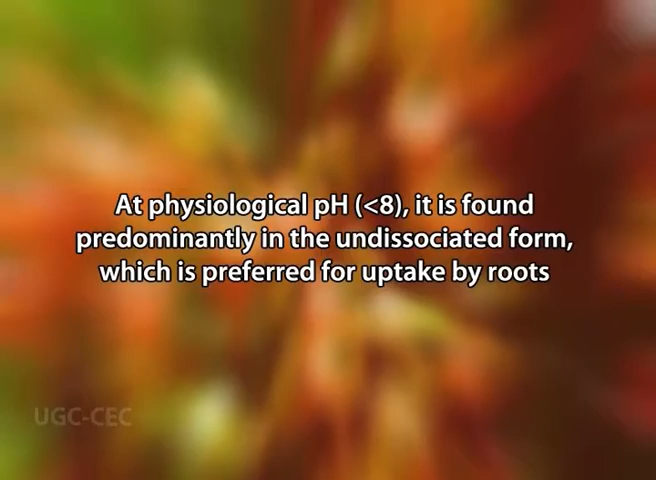 At physiological pH (<8), it is found
predominantly in the undissociated form,
which is preferred for uptake by roots
UGC-CEC